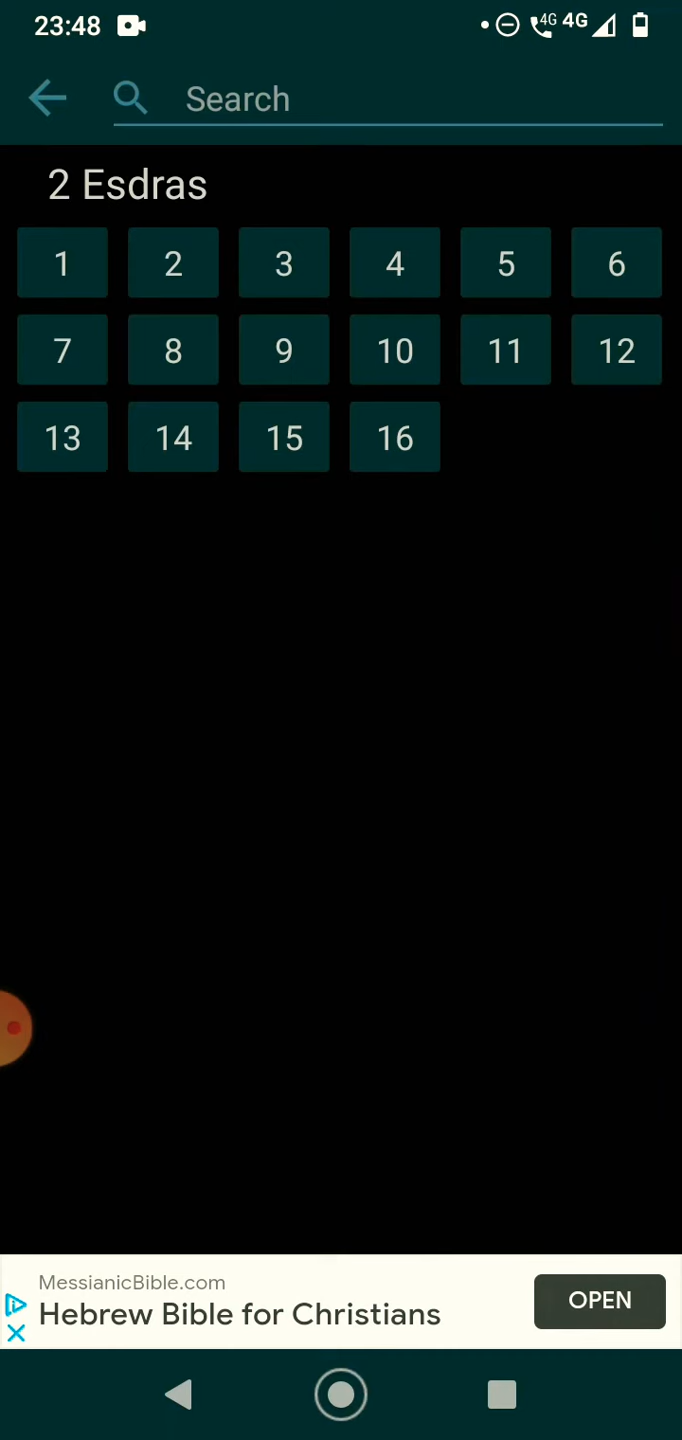 23:48 4G 4G
Search
2 Esdras
1 2 3 4 5 6
7 8 9 10 11 12
13 14 15 16
MessianicBible.com
Hebrew Bible for Christians
OPEN